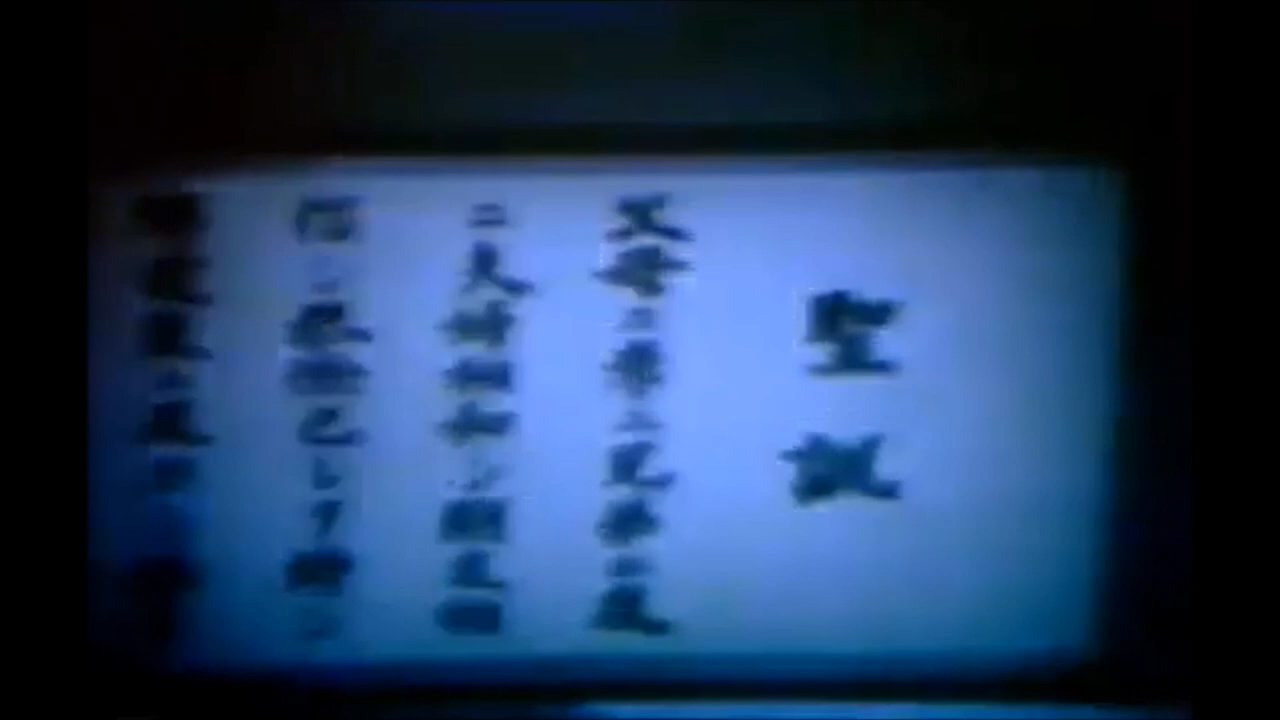 聖
父母ニ孝ニ兄弟ニ友
ニ夫婦相和シ朋友相
信シ恭儉己レヲ持シ
博愛衆ニ及